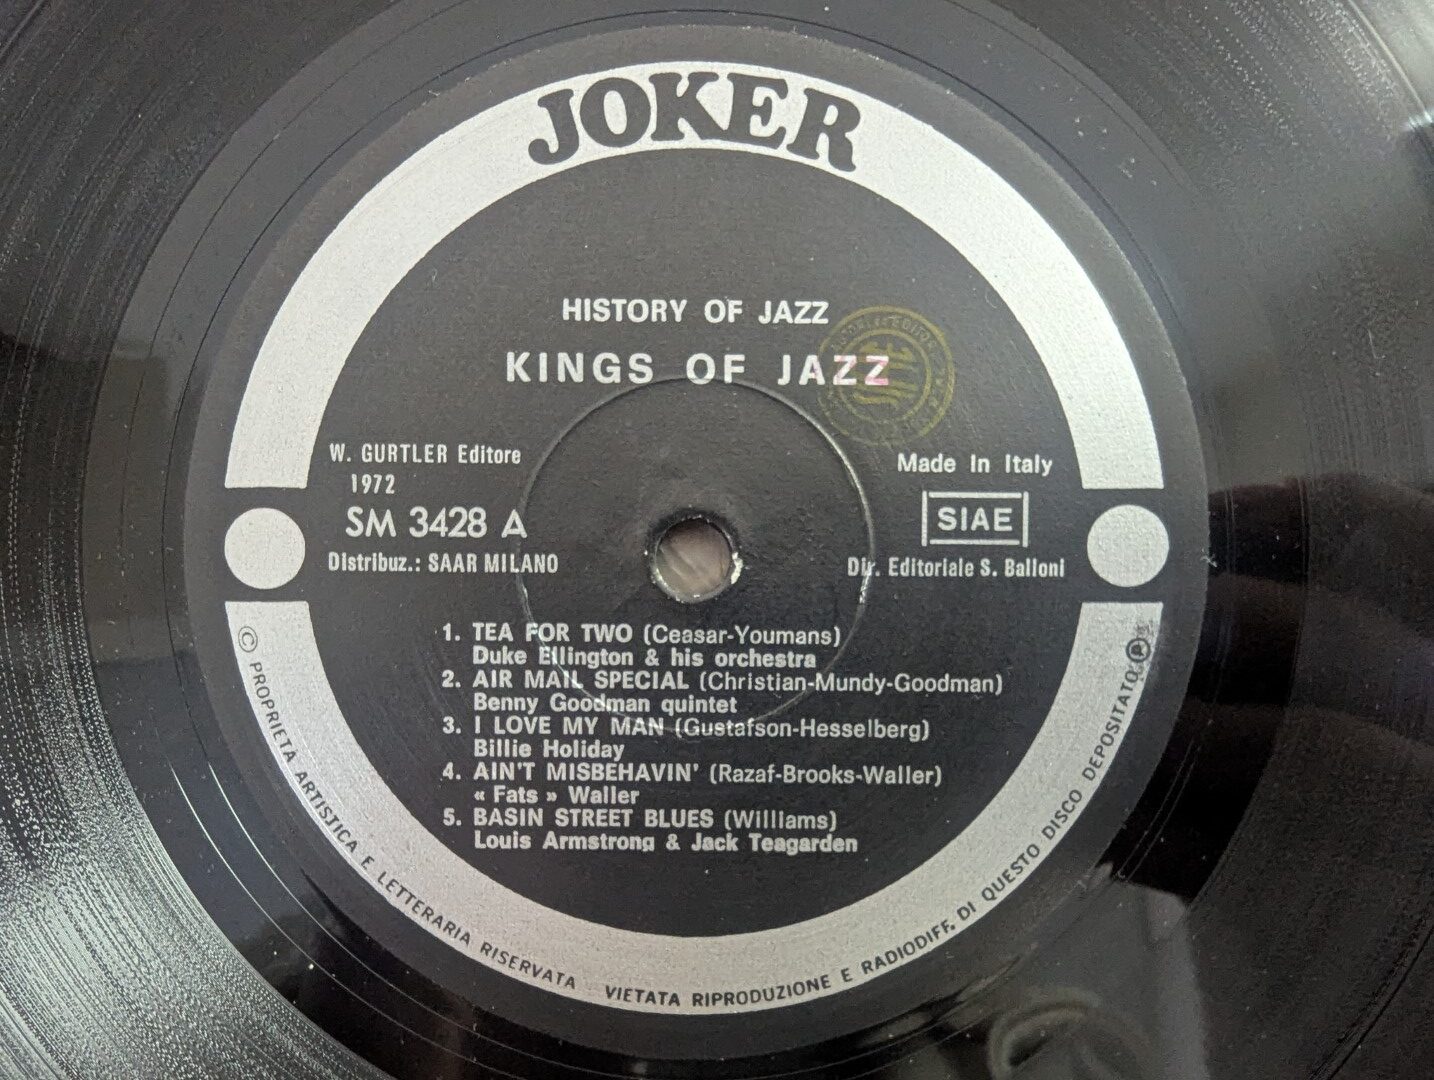 JOKER
HISTORY OF JAZZ
KINGS OF JAZZ
W. GURTLER Editore
1972
SM 3428 A
Distribuz.: SAAR MILANO
Made In Italy
SIAE
Dir. Editoriale S. Balloni
1. TEA FOR TWO (Ceasar-Youmans)
Duke Ellington & his orchestra
2. AIR MAIL SPECIAL (Christian-Mundy-Goodman)
Benny Goodman quintet
3. I LOVE MY MAN (Gustafson-Hesselberg)
Billie Holiday
4. AIN'T MISBEHAVIN' (Razaf-Brooks-Waller)
« Fats » Waller
5. BASIN STREET BLUES (Williams)
Louis Armstrong & Jack Teagarden
© PROPRIETÀ ARTISTICA E LETTERARIA RISERVATA VIETATA RIPRODUZIONE E RADIODIFF. DI QUESTO DISCO DEPOSITATO ℗